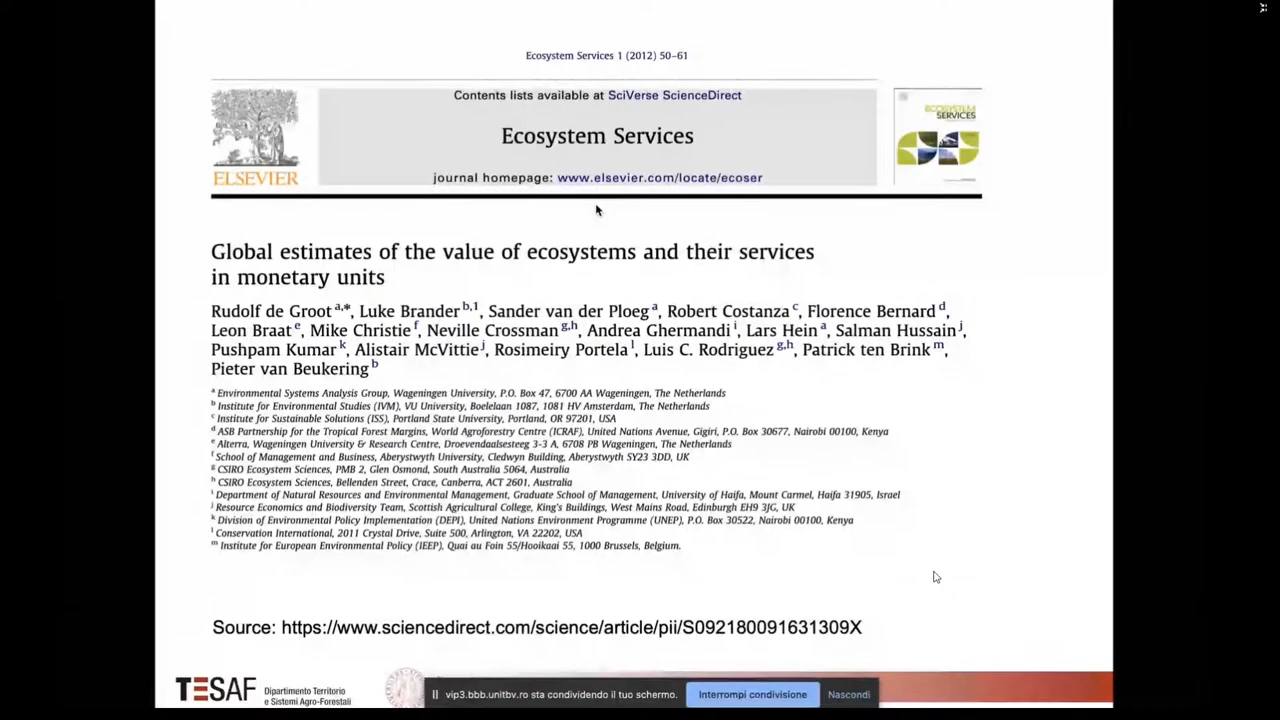 Ecosystem Services 1 (2012) 50–61
Contents lists available at SciVerse ScienceDirect
Ecosystem Services
journal homepage: www.elsevier.com/locate/ecoser
ELSEVIER
ECOSYSTEM
SERVICES
Global estimates of the value of ecosystems and their services
in monetary units
Rudolf de Groot a,*, Luke Brander b,1, Sander van der Ploeg a, Robert Costanza c, Florence Bernard d,
Leon Braat e, Mike Christie f, Neville Crossman g,h, Andrea Ghermandi i, Lars Hein a, Salman Hussain j,
Pushpam Kumar k, Alistair McVittie j, Rosimeiry Portela l, Luis C. Rodriguez g,h, Patrick ten Brink m,
Pieter van Beukering b
a Environmental Systems Analysis Group, Wageningen University, P.O. Box 47, 6700 AA Wageningen, The Netherlands
b Institute for Environmental Studies (IVM), VU University, Boelelaan 1087, 1081 HV Amsterdam, The Netherlands
c Institute for Sustainable Solutions (ISS), Portland State University, Portland, OR 97201, USA
d ASB Partnership for the Tropical Forest Margins, World Agroforestry Centre (ICRAF), United Nations Avenue, Gigiri, P.O. Box 30677, Nairobi 00100, Kenya
e Alterra, Wageningen University & Research Centre, Droevendaalsesteeg 3-3 A, 6708 PB Wageningen, The Netherlands
f School of Management and Business, Aberystwyth University, Cledwyn Building, Aberystwyth SY23 3DD, UK
g CSIRO Ecosystem Sciences, PMB 2, Glen Osmond, South Australia 5064, Australia
h CSIRO Ecosystem Sciences, Bellenden Street, Crace, Canberra, ACT 2601, Australia
i Department of Natural Resources and Environmental Management, Graduate School of Management, University of Haifa, Mount Carmel, Haifa 31905, Israel
j Resource Economics and Biodiversity Team, Scottish Agricultural College, King's Buildings, West Mains Road, Edinburgh EH9 3JG, UK
k Division of Environmental Policy Implementation (DEPI), United Nations Environment Programme (UNEP), P.O. Box 30522, Nairobi 00100, Kenya
l Conservation International, 2011 Crystal Drive, Suite 500, Arlington, VA 22202, USA
m Institute for European Environmental Policy (IEEP), Quai au Foin 55/Hooikaai 55, 1000 Brussels, Belgium.
Source: https://www.sciencedirect.com/science/article/pii/S092180091631309X
TESAF Dipartimento Territorio
e Sistemi Agro-Forestali
vip3.bbb.unitbv.ro sta condividendo il tuo schermo. Interrompi condivisione Nascondi